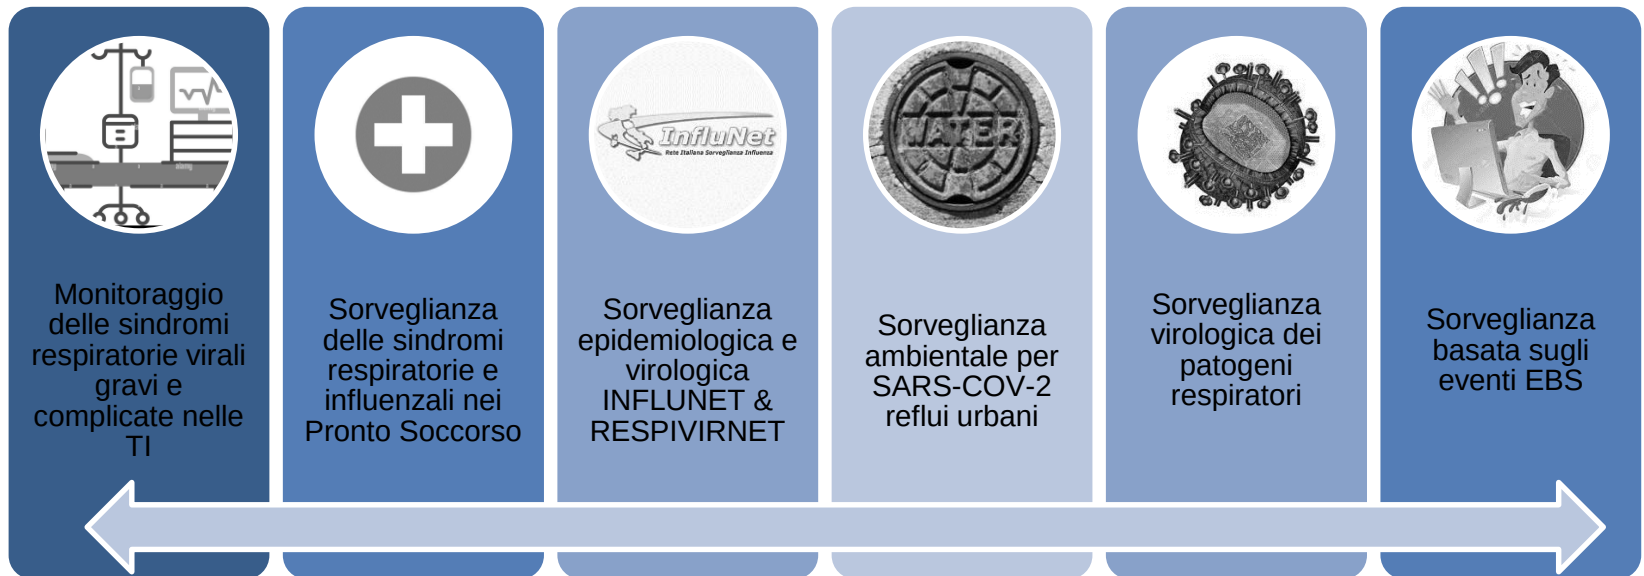 InfluNet
Rete Italiana Sorveglianza Influenza
WATER
Monitoraggio
delle sindromi
respiratorie virali
gravi e
complicate nelle
TI
Sorveglianza
delle sindromi
respiratorie e
influenzali nei
Pronto Soccorso
Sorveglianza
epidemiologica e
virologica
INFLUNET &
RESPIVIRNET
Sorveglianza
ambientale per
SARS-COV-2
reflui urbani
Sorveglianza
virologica dei
patogeni
respiratori
Sorveglianza
basata sugli
eventi EBS